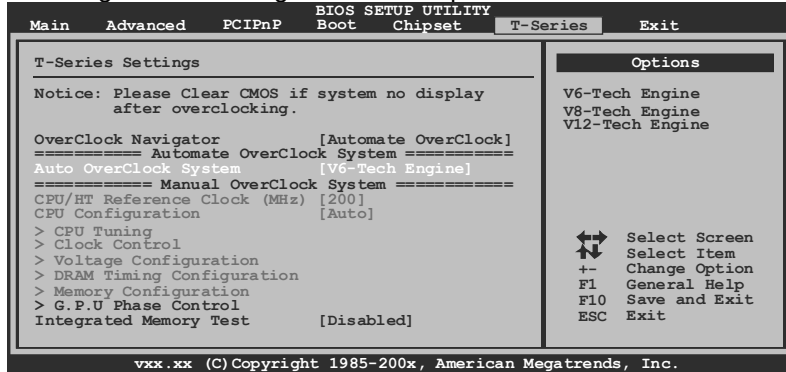 BIOS SETUP UTILITY
Main Advanced PCIPnP Boot Chipset T-Series Exit
T-Series Settings
Notice: Please Clear CMOS if system no display
after overclocking.
OverClock Navigator [Automate OverClock]
=========== Automate OverClock System ===========
Auto OverClock System [V6-Tech Engine]
============ Manual OverClock System ============
CPU/HT Reference Clock (MHz) [200]
CPU Configuration [Auto]
> CPU Tuning
> Clock Control
> Voltage Configuration
> DRAM Timing Configuration
> Memory Configuration
> G.P.U Phase Control
Integrated Memory Test [Disabled]
Options
V6-Tech Engine
V8-Tech Engine
V12-Tech Engine
Select Screen
Select Item
+- Change Option
F1 General Help
F10 Save and Exit
ESC Exit
vxx.xx (C)Copyright 1985-200x, American Megatrends, Inc.